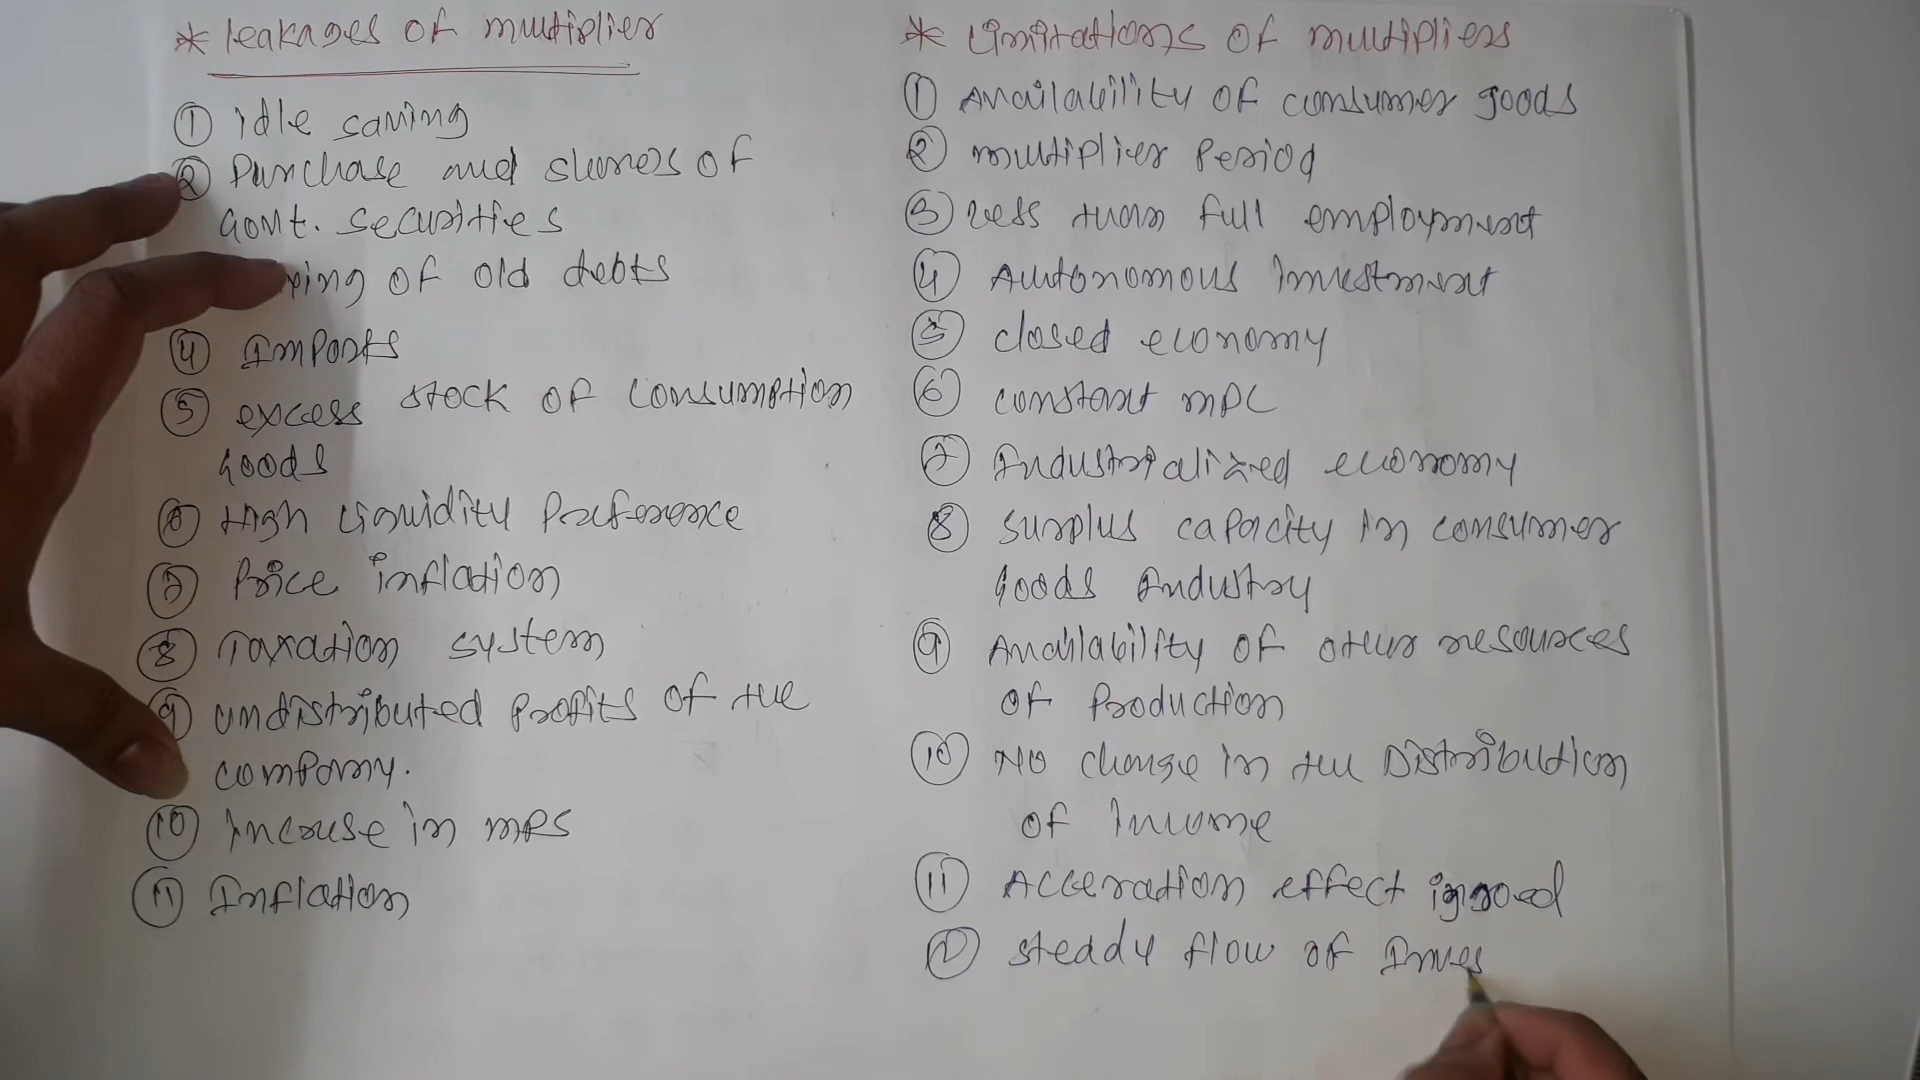 * leakages of multiplier
① idle saving
② Purchase and shares of
Govt. securities
of old debts
④ Imports
⑤ excess stock of consumption
Goods
⑥ High Liquidity Preference
⑦ Price inflation
⑧ Taxation system
⑨ undistributed profits of the
company.
⑩ increase in MPS
⑪ Inflation
* Limitations of multipliers
① Availability of consumer goods
② multiplier Period
③ Less than full employment
④ Autonomous investment
⑤ closed economy
⑥ constant MPC
⑦ Industrialized economy
⑧ Surplus capacity in consumer
Goods Industry
⑨ Availability of other resources
of Production
⑩ No change in the Distribution
of Income
⑪ Acceration effect ignored
⑫ Steady flow of Inves